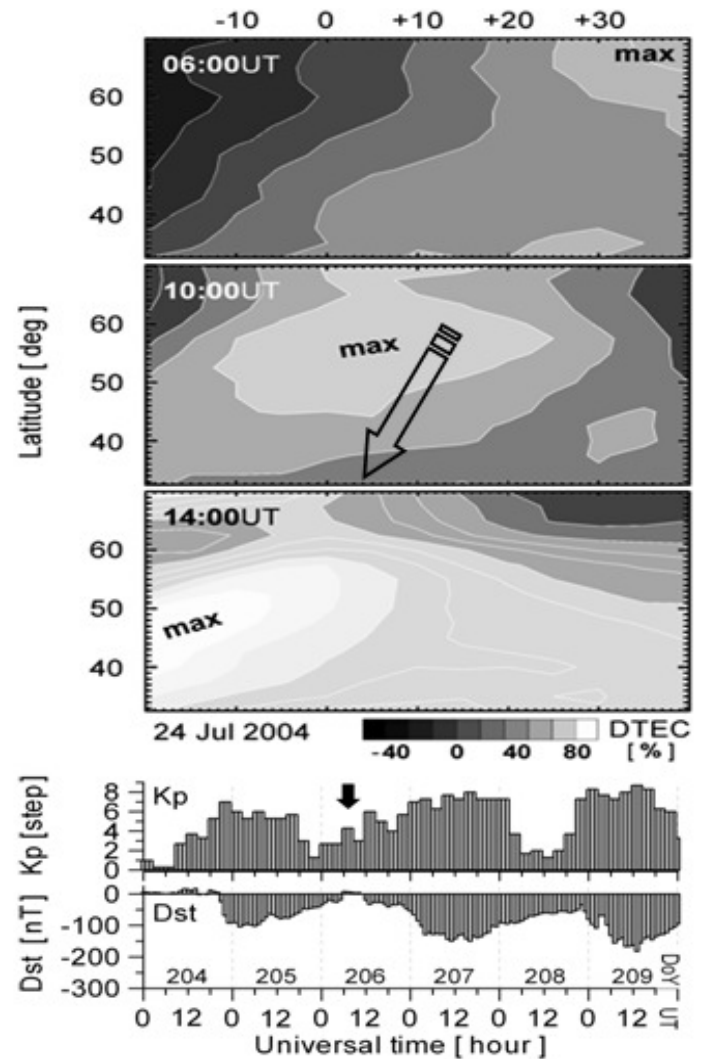 -10 0 +10 +20 +30
06:00UT max
60
50
40
10:00UT
60
max
50
40
Latitude [ deg ]
14:00UT
60
50
max
40
24 Jul 2004 DTEC
-40 0 40 80 [ % ]
Kp [step]
8
6
4
2
0
Kp
Dst [nT]
0
-100
-200
-300
Dst
204 205 206 207 208 209 DoY
0 12 0 12 0 12 0 12 0 12 0 12 UT
Universal time [ hour ]